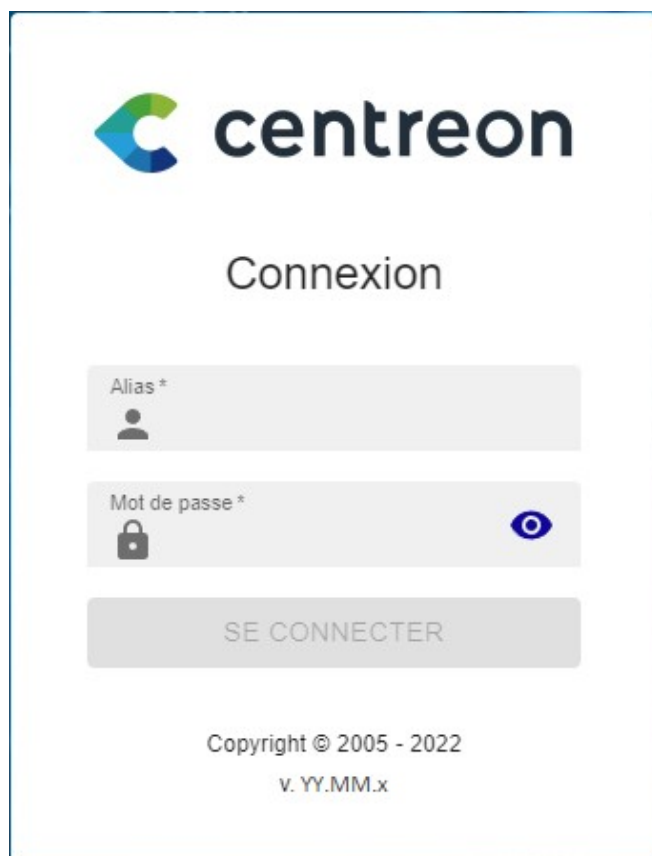 centreon
Connexion
Alias *
Mot de passe *
SE CONNECTER
Copyright © 2005 - 2022
v. YY.MM.x